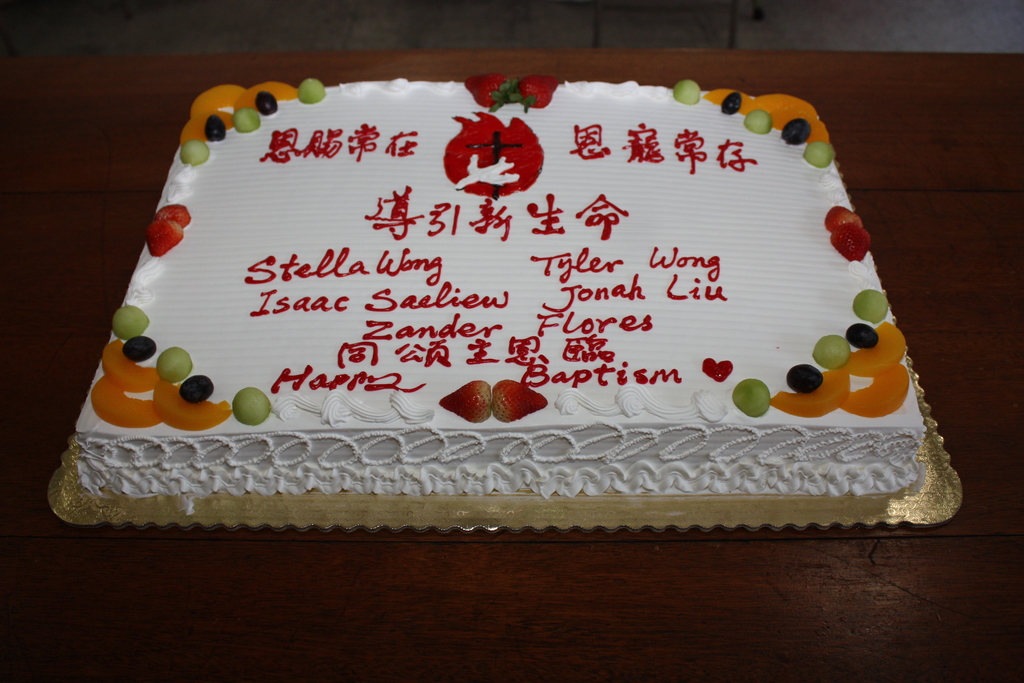 恩賜常在 恩寵常存
導引新生命
Stella Wong Tyler Wong
Isaac Saeliew Jonah Liu
Zander Flores
同頌主恩臨
Happy Baptism